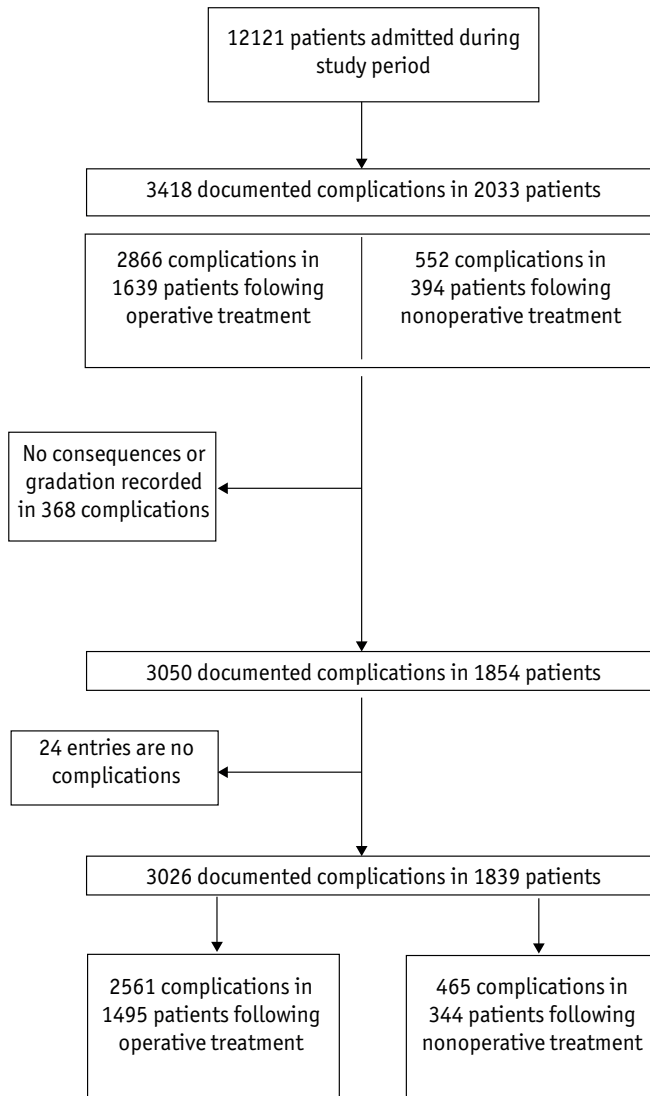 12121 patients admitted during
study period
3418 documented complications in 2033 patients
2866 complications in
1639 patients following
operative treatment
552 complications in
394 patients following
nonoperative treatment
No consequences or
gradation recorded
in 368 complications
3050 documented complications in 1854 patients
24 entries are no
complications
3026 documented complications in 1839 patients
2561 complications in
1495 patients following
operative treatment
465 complications in
344 patients following
nonoperative treatment